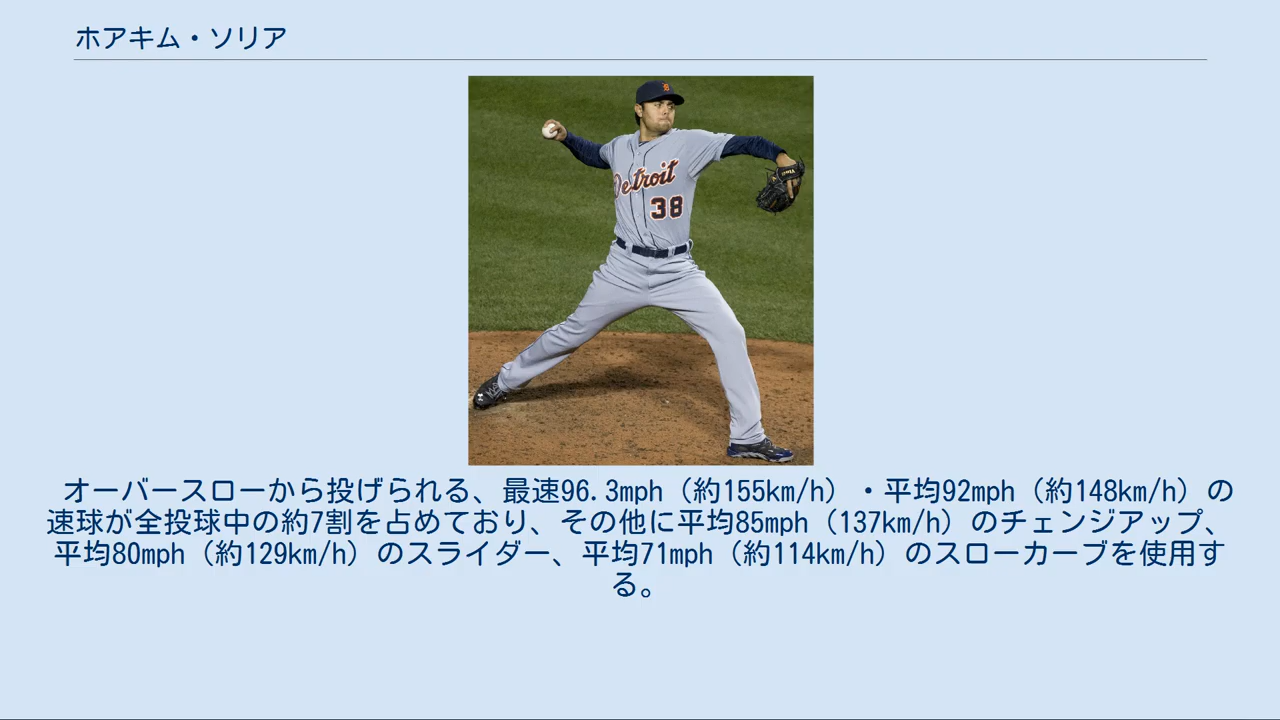 ホアキム・ソリア
Detroit
38
オーバースローから投げられる、最速96.3mph（約155km/h）・平均92mph（約148km/h）の
速球が全投球中の約7割を占めており、その他に平均85mph（137km/h）のチェンジアップ、
平均80mph（約129km/h）のスライダー、平均71mph（約114km/h）のスローカーブを使用す
る。